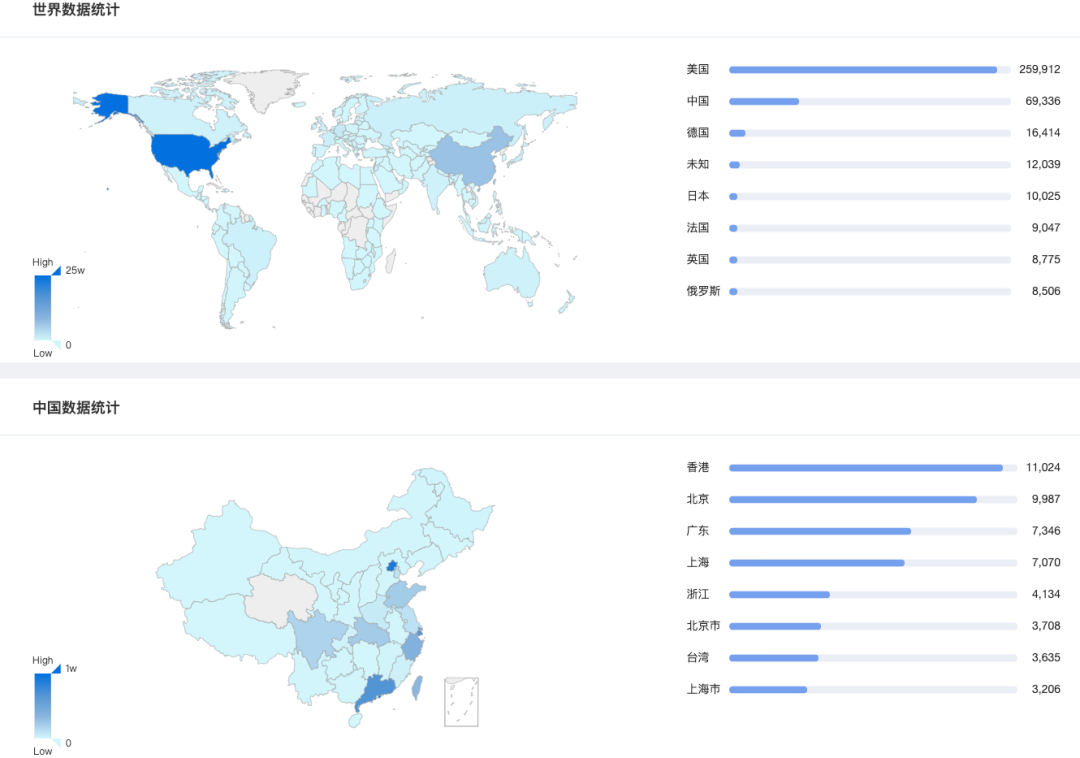 世界数据统计
美国 259,912
中国 69,336
德国 16,414
未知 12,039
日本 10,025
法国 9,047
英国 8,775
俄罗斯 8,506
High
25w
0
Low
中国数据统计
香港 11,024
北京 9,987
广东 7,346
上海 7,070
浙江 4,134
北京市 3,708
台湾 3,635
上海市 3,206
High
1w
0
Low